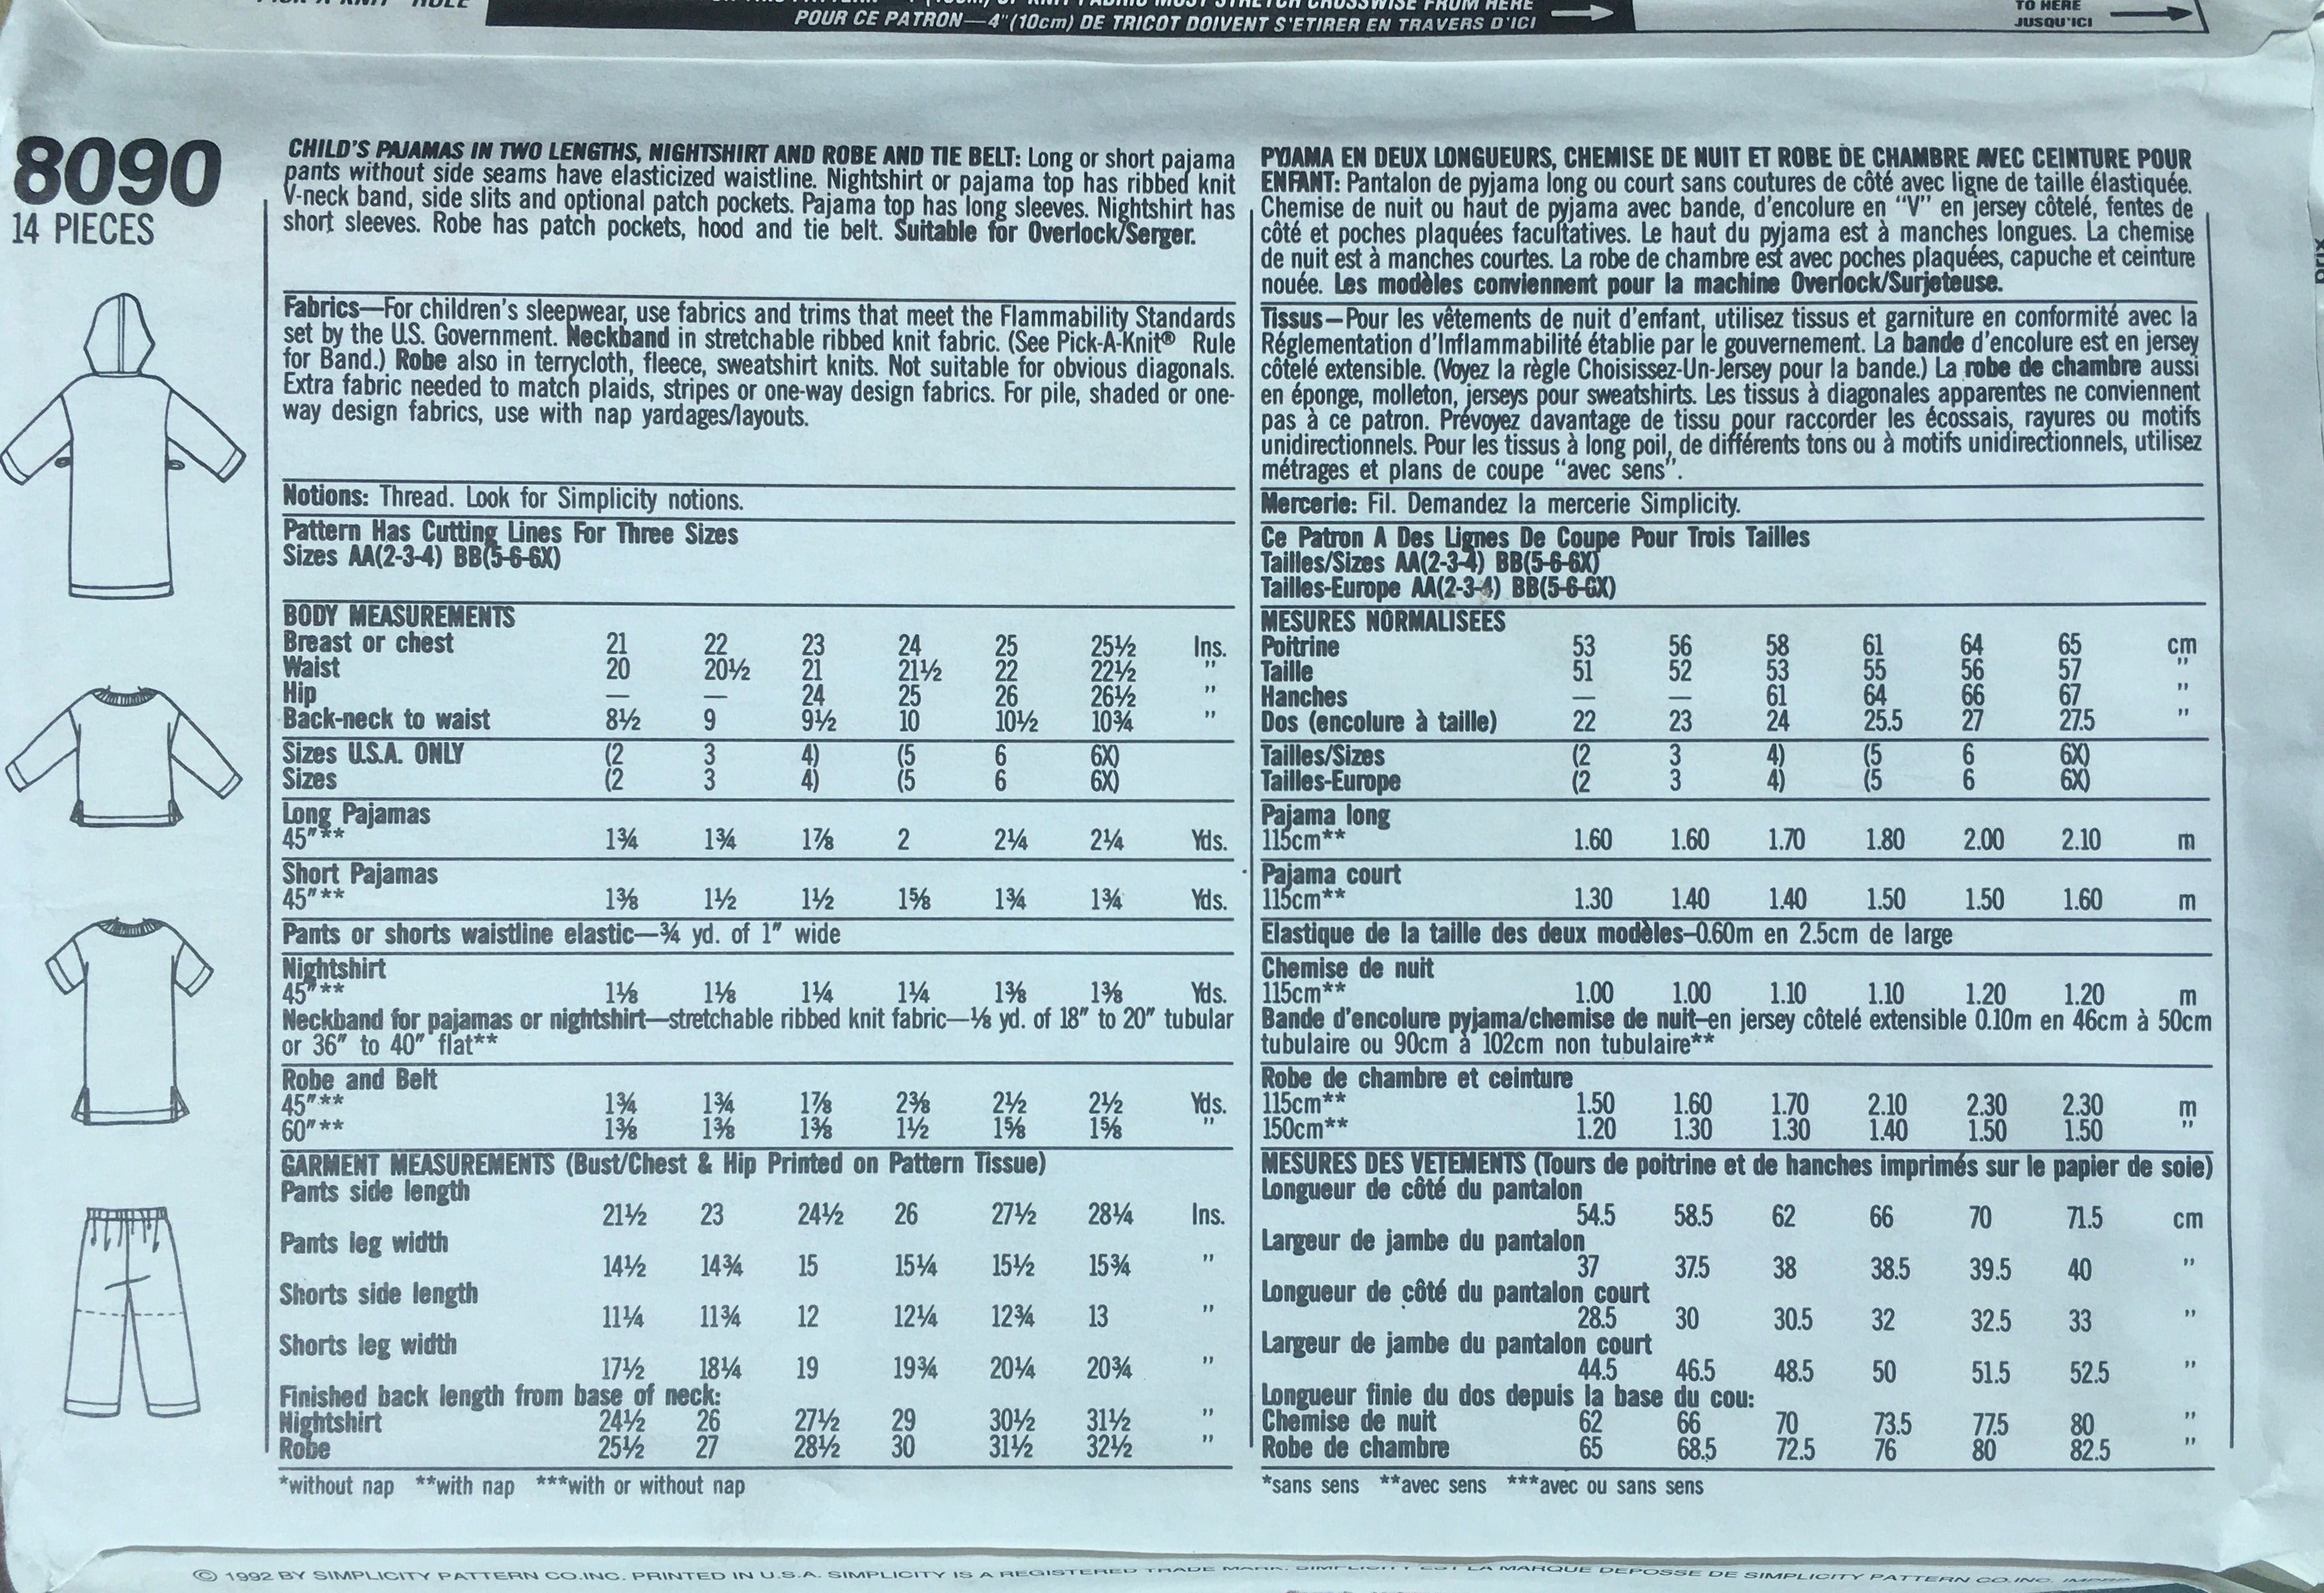 POUR CE PATRON—4"(10cm) DE TRICOT DOIVENT S'ETIRER EN TRAVERS D'ICI
TO HERE
JUSQU'ICI
8090
14 PIECES
CHILD'S PAJAMAS IN TWO LENGTHS, NIGHTSHIRT AND ROBE AND TIE BELT: Long or short pajama
pants without side seams have elasticized waistline. Nightshirt or pajama top has ribbed knit
V-neck band, side slits and optional patch pockets. Pajama top has long sleeves. Nightshirt has
short sleeves. Robe has patch pockets, hood and tie belt. Suitable for Overlock/Serger.
Fabrics—For children's sleepwear, use fabrics and trims that meet the Flammability Standards
set by the U.S. Government. Neckband in stretchable ribbed knit fabric. (See Pick-A-Knit® Rule
for Band.) Robe also in terrycloth, fleece, sweatshirt knits. Not suitable for obvious diagonals.
Extra fabric needed to match plaids, stripes or one-way design fabrics. For pile, shaded or one-
way design fabrics, use with nap yardages/layouts.
Notions: Thread. Look for Simplicity notions.
Pattern Has Cutting Lines For Three Sizes
Sizes AA(2-3-4) BB(5-6-6X)
BODY MEASUREMENTS
Breast or chest 21 22 23 24 25 25½ Ins.
Waist 20 20½ 21 21½ 22 22½ "
Hip — — 24 25 26 26½ "
Back-neck to waist 8½ 9 9½ 10 10½ 10¾ "
Sizes U.S.A. ONLY (2 3 4) (5 6 6X)
Sizes (2 3 4) (5 6 6X)
Long Pajamas
45"** 1¾ 1¾ 1⅞ 2 2¼ 2¼ Yds.
Short Pajamas
45"** 1⅜ 1½ 1½ 1⅝ 1¾ 1¾ Yds.
Pants or shorts waistline elastic—¾ yd. of 1" wide
Nightshirt
45"** 1⅛ 1⅛ 1¼ 1¼ 1⅜ 1⅜ Yds.
Neckband for pajamas or nightshirt—stretchable ribbed knit fabric—⅛ yd. of 18" to 20" tubular
or 36" to 40" flat**
Robe and Belt
45"** 1¾ 1¾ 1⅞ 2⅜ 2½ 2½ Yds.
60"** 1⅜ 1⅜ 1⅜ 1½ 1⅝ 1⅝ "
GARMENT MEASUREMENTS (Bust/Chest & Hip Printed on Pattern Tissue)
Pants side length
21½ 23 24½ 26 27½ 28¼ Ins.
Pants leg width
14½ 14¾ 15 15¼ 15½ 15¾ "
Shorts side length
11¼ 11¾ 12 12¼ 12¾ 13 "
Shorts leg width
17½ 18¼ 19 19¾ 20¼ 20¾ "
Finished back length from base of neck:
Nightshirt 24½ 26 27½ 29 30½ 31½ "
Robe 25½ 27 28½ 30 31½ 32½ "
*without nap **with nap ***with or without nap
PYJAMA EN DEUX LONGUEURS, CHEMISE DE NUIT ET ROBE DE CHAMBRE AVEC CEINTURE POUR
ENFANT: Pantalon de pyjama long ou court sans coutures de côté avec ligne de taille élastiquée.
Chemise de nuit ou haut de pyjama avec bande, d'encolure en "V" en jersey côtelé, fentes de
côté et poches plaquées facultatives. Le haut du pyjama est à manches longues. La chemise
de nuit est à manches courtes. La robe de chambre est avec poches plaquées, capuche et ceinture
nouée. Les modèles conviennent pour la machine Overlock/Surjeteuse.
Tissus—Pour les vêtements de nuit d'enfant, utilisez tissus et garniture en conformité avec la
Réglementation d'Inflammabilité établie par le gouvernement. La bande d'encolure est en jersey
côtelé extensible. (Voyez la règle Choisissez-Un-Jersey pour la bande.) La robe de chambre aussi
en éponge, molleton, jerseys pour sweatshirts. Les tissus à diagonales apparentes ne conviennent
pas à ce patron. Prévoyez davantage de tissu pour raccorder les écossais, rayures ou motifs
unidirectionnels. Pour les tissus à long poil, de différents tons ou à motifs unidirectionnels, utilisez
métrages et plans de coupe "avec sens".
Mercerie: Fil. Demandez la mercerie Simplicity.
Ce Patron A Des Lignes De Coupe Pour Trois Tailles
Tailles/Sizes AA(2-3-4) BB(5-6-6X)
Tailles-Europe AA(2-3-4) BB(5-6-6X)
MESURES NORMALISEES
Poitrine 53 56 58 61 64 65 cm
Taille 51 52 53 55 56 57 "
Hanches — — 61 64 66 67 "
Dos (encolure à taille) 22 23 24 25.5 27 27.5 "
Tailles/Sizes (2 3 4) (5 6 6X)
Tailles-Europe (2 3 4) (5 6 6X)
Pajama long
115cm** 1.60 1.60 1.70 1.80 2.00 2.10 m
Pajama court
115cm** 1.30 1.40 1.40 1.50 1.50 1.60 m
Elastique de la taille des deux modèles—0.60m en 2.5cm de large
Chemise de nuit
115cm** 1.00 1.00 1.10 1.10 1.20 1.20 m
Bande d'encolure pyjama/chemise de nuit—en jersey côtelé extensible 0.10m en 46cm à 50cm
tubulaire ou 90cm à 102cm non tubulaire**
Robe de chambre et ceinture
115cm** 1.50 1.60 1.70 2.10 2.30 2.30 m
150cm** 1.20 1.30 1.30 1.40 1.50 1.50 "
MESURES DES VETEMENTS (Tours de poitrine et de hanches imprimés sur le papier de soie)
Longueur de côté du pantalon
54.5 58.5 62 66 70 71.5 cm
Largeur de jambe du pantalon
37 37.5 38 38.5 39.5 40 "
Longueur de côté du pantalon court
28.5 30 30.5 32 32.5 33 "
Largeur de jambe du pantalon court
44.5 46.5 48.5 50 51.5 52.5 "
Longueur finie du dos depuis la base du cou:
Chemise de nuit 62 66 70 73.5 77.5 80 "
Robe de chambre 65 68.5 72.5 76 80 82.5 "
*sans sens **avec sens ***avec ou sans sens
© 1992 BY SIMPLICITY PATTERN CO.INC. PRINTED IN U.S.A. SIMPLICITY IS A REGISTERED TRADE MARK. SIMPLICITY EST LA MARQUE DEPOSSE DE SIMPLICITY PATTERN CO.INC.